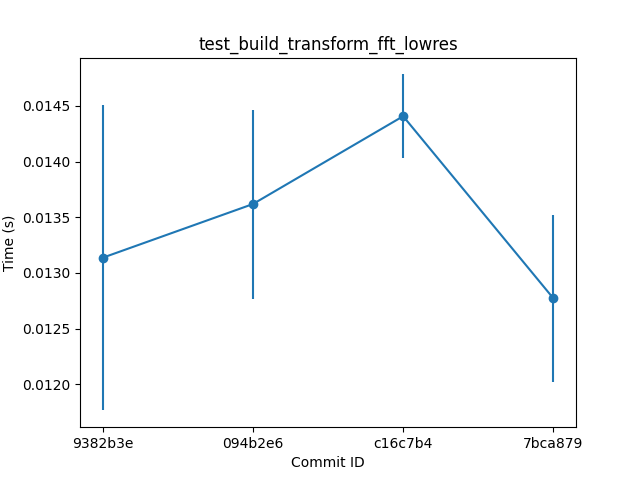 test_build_transform_fft_lowres
Time (s)
0.0145
0.0140
0.0135
0.0130
0.0125
0.0120
9382b3e 094b2e6 c16c7b4 7bca879
Commit ID